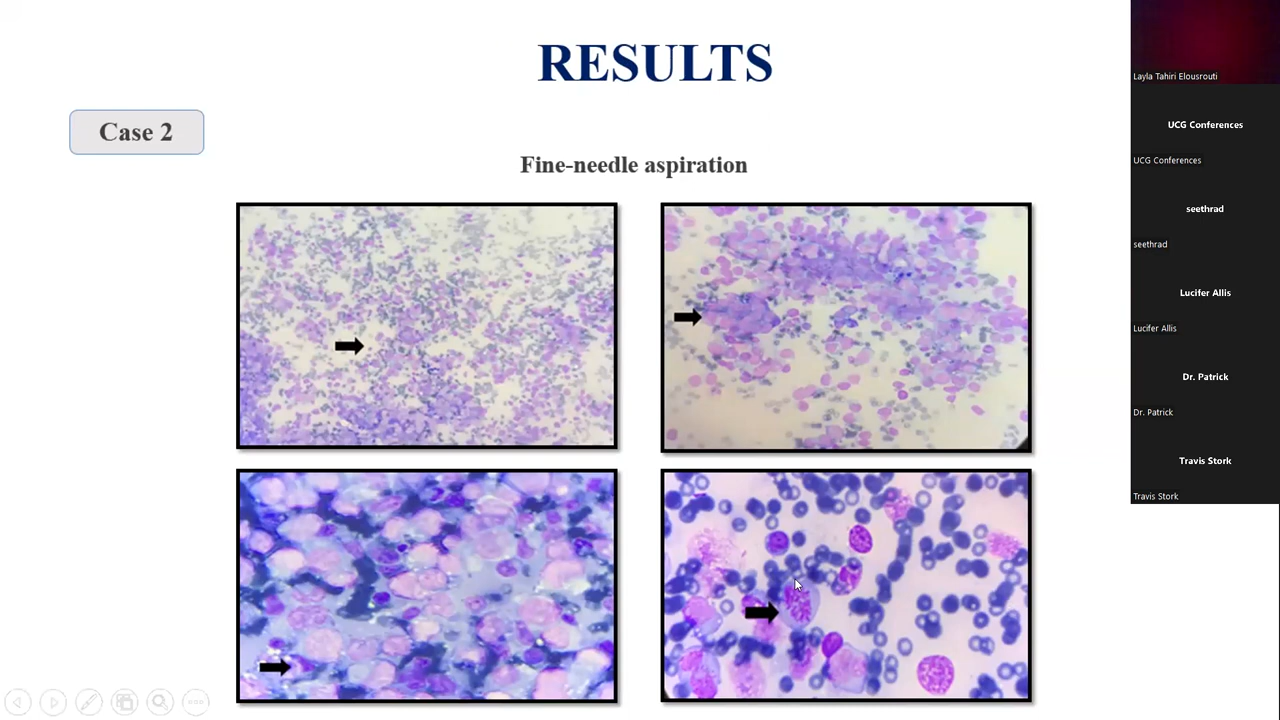 RESULTS
Case 2
Fine-needle aspiration
Layla Tahiri Elousrouti
UCG Conferences
UCG Conferences
seethrad
seethrad
Lucifer Allis
Lucifer Allis
Dr. Patrick
Dr. Patrick
Travis Stork
Travis Stork